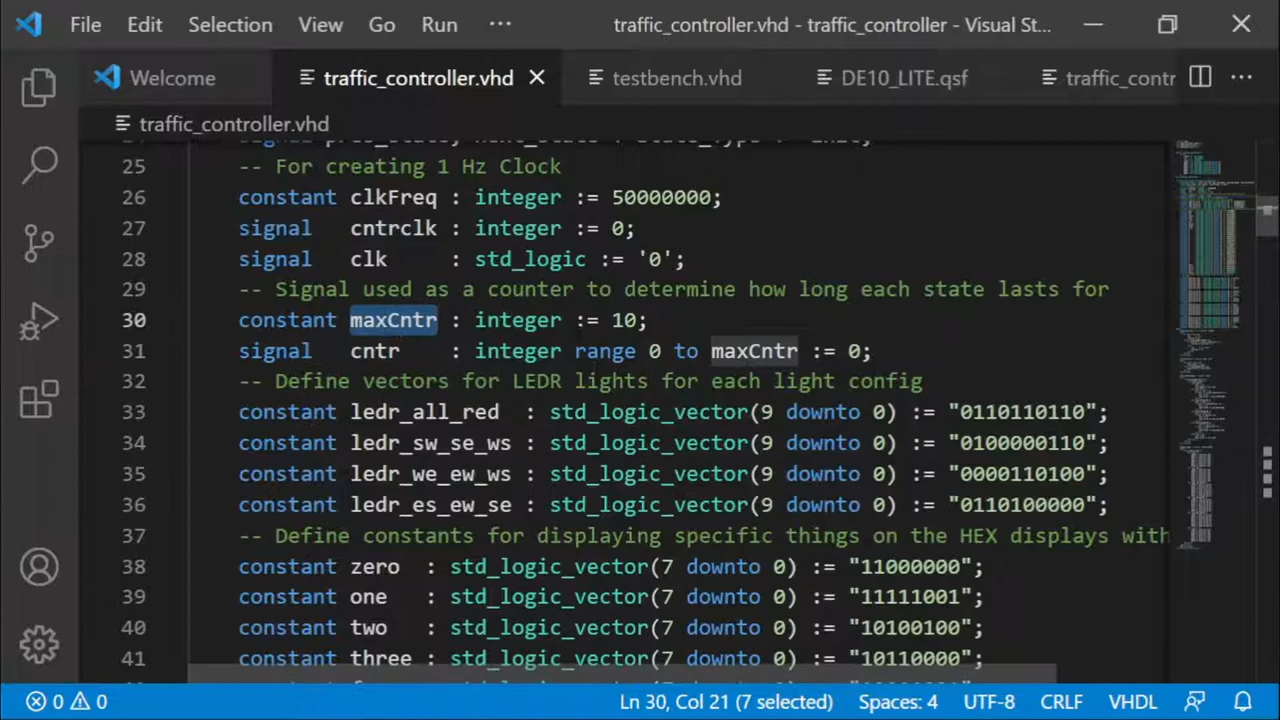 File Edit Selection View Go Run ··· traffic_controller.vhd - traffic_controller - Visual St...
Welcome traffic_controller.vhd testbench.vhd DE10_LITE.qsf traffic_contr
traffic_controller.vhd
25 -- For creating 1 Hz Clock
26 constant clkFreq : integer := 50000000;
27 signal cntrclk : integer := 0;
28 signal clk : std_logic := '0';
29 -- Signal used as a counter to determine how long each state lasts for
30 constant maxCntr : integer := 10;
31 signal cntr : integer range 0 to maxCntr := 0;
32 -- Define vectors for LEDR lights for each light config
33 constant ledr_all_red : std_logic_vector(9 downto 0) := "0110110110";
34 constant ledr_sw_se_ws : std_logic_vector(9 downto 0) := "0100000110";
35 constant ledr_we_ew_ws : std_logic_vector(9 downto 0) := "0000110100";
36 constant ledr_es_ew_se : std_logic_vector(9 downto 0) := "0110100000";
37 -- Define constants for displaying specific things on the HEX displays with
38 constant zero : std_logic_vector(7 downto 0) := "11000000";
39 constant one : std_logic_vector(7 downto 0) := "11111001";
40 constant two : std_logic_vector(7 downto 0) := "10100100";
41 constant three : std_logic_vector(7 downto 0) := "10110000";
0 0 Ln 30, Col 21 (7 selected) Spaces: 4 UTF-8 CRLF VHDL